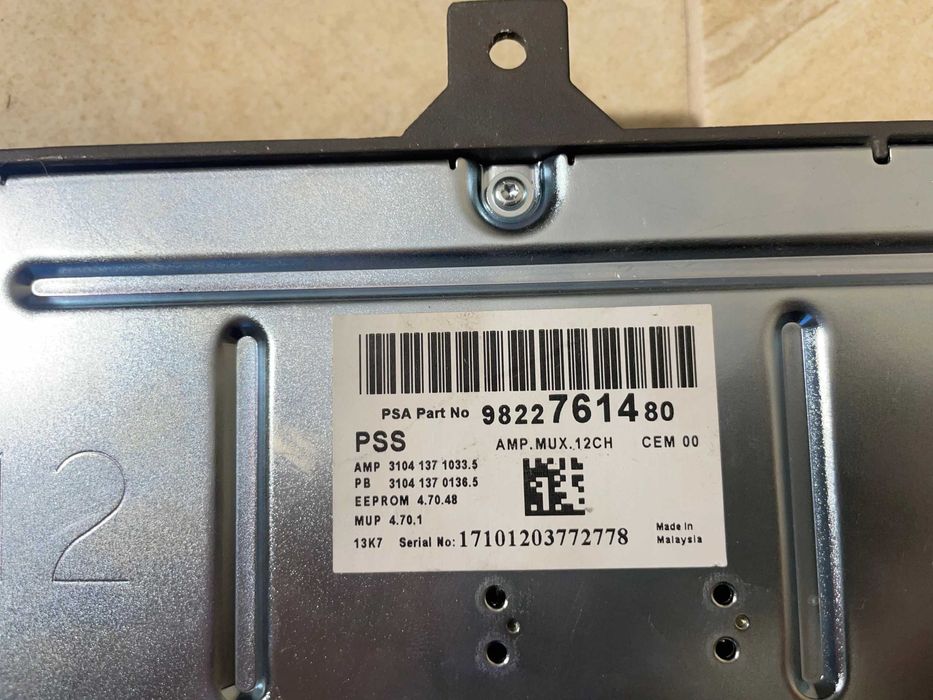 PSA Part No 9822761480
PSS AMP.MUX.12CH CEM 00
AMP 3104 137 1033.5
PB 3104 137 0136.5
EEPROM 4.70.48
MUP 4.70.1
13K7 Serial No: 17101203772778
Made in
Malaysia
12